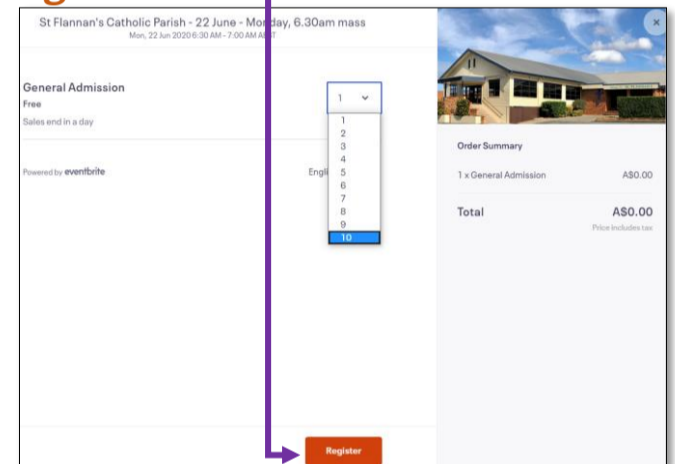 St Flannan's Catholic Parish - 22 June - Monday, 6.30am mass
Mon, 22 Jun 2020 6:30 AM - 7:00 AM
General Admission
Free
Sales end in a day
1
1
2
3
4
5
6
7
8
9
10
Powered by eventbrite
Register
×
Order Summary
1 x General Admission A$0.00
Total A$0.00
Price includes tax